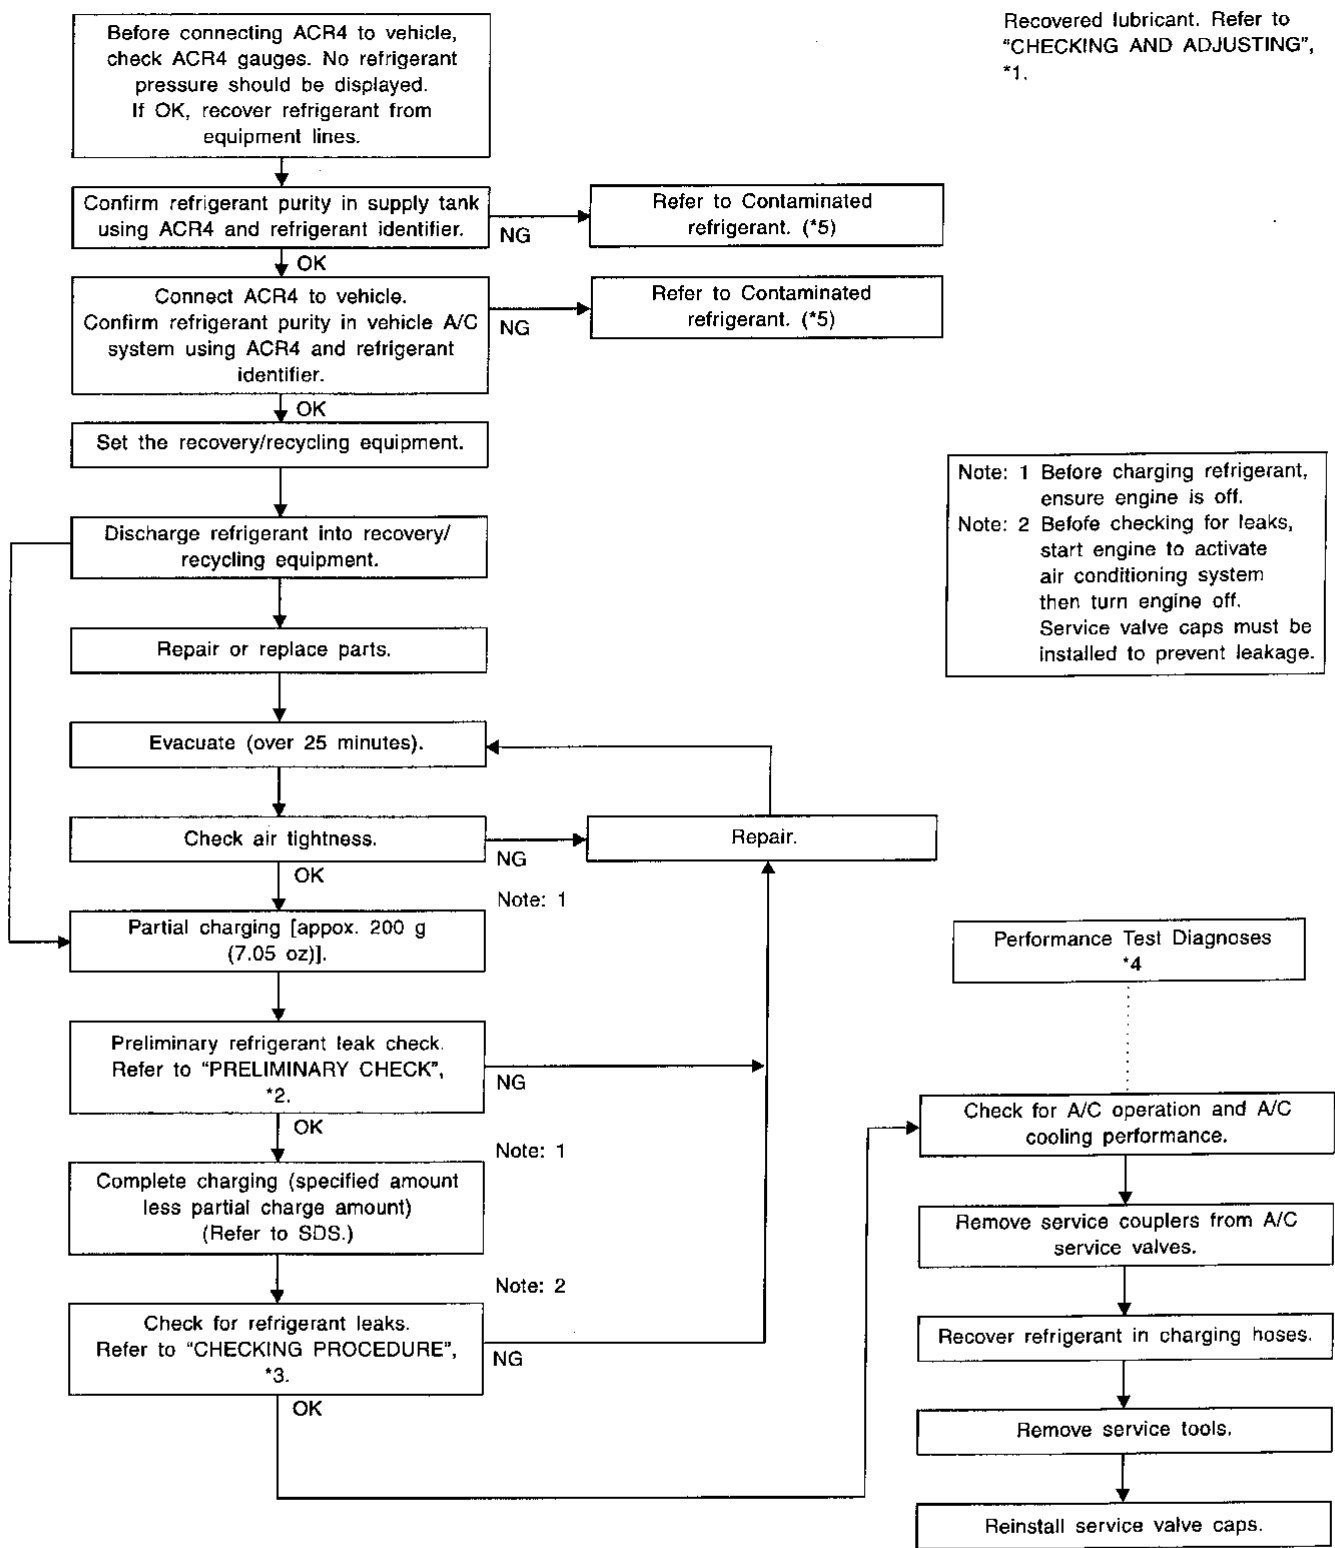 Before connecting ACR4 to vehicle,
check ACR4 gauges. No refrigerant
pressure should be displayed.
If OK, recover refrigerant from
equipment lines.
Recovered lubricant. Refer to
"CHECKING AND ADJUSTING",
*1.
Confirm refrigerant purity in supply tank
using ACR4 and refrigerant identifier.
NG
Refer to Contaminated
refrigerant. (*5)
OK
Connect ACR4 to vehicle.
Confirm refrigerant purity in vehicle A/C
system using ACR4 and refrigerant
identifier.
NG
Refer to Contaminated
refrigerant. (*5)
OK
Set the recovery/recycling equipment.
Note: 1 Before charging refrigerant,
ensure engine is off.
Note: 2 Befofe checking for leaks,
start engine to activate
air conditioning system
then turn engine off.
Service valve caps must be
installed to prevent leakage.
Discharge refrigerant into recovery/
recycling equipment.
Repair or replace parts.
Evacuate (over 25 minutes).
Check air tightness.
NG
Repair.
OK
Note: 1
Partial charging [appox. 200 g
(7.05 oz)].
Preliminary refrigerant leak check.
Refer to "PRELIMINARY CHECK",
*2.
NG
OK
Note: 1
Complete charging (specified amount
less partial charge amount)
(Refer to SDS.)
Note: 2
Check for refrigerant leaks.
Refer to "CHECKING PROCEDURE",
*3.
NG
OK
Performance Test Diagnoses
*4
Check for A/C operation and A/C
cooling performance.
Remove service couplers from A/C
service valves.
Recover refrigerant in charging hoses.
Remove service tools.
Reinstall service valve caps.